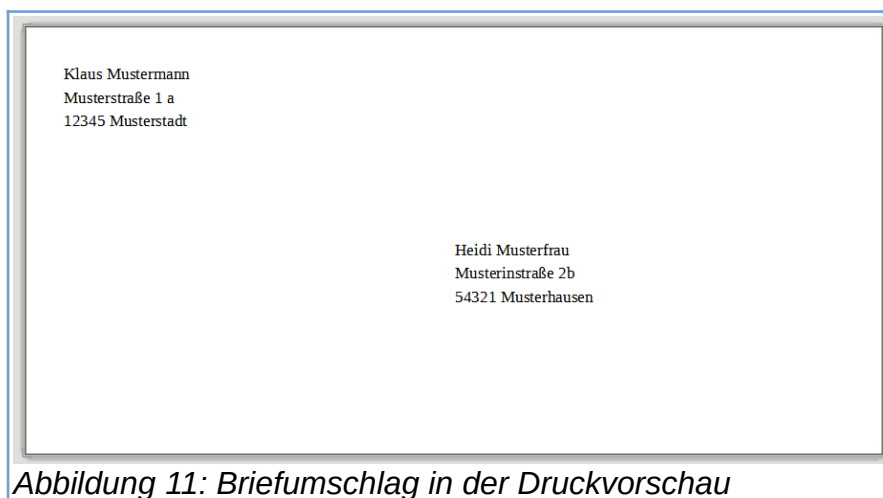 Klaus Mustermann
Musterstraße 1 a
12345 Musterstadt
Heidi Musterfrau
Musterinstraße 2b
54321 Musterhausen
Abbildung 11: Briefumschlag in der Druckvorschau